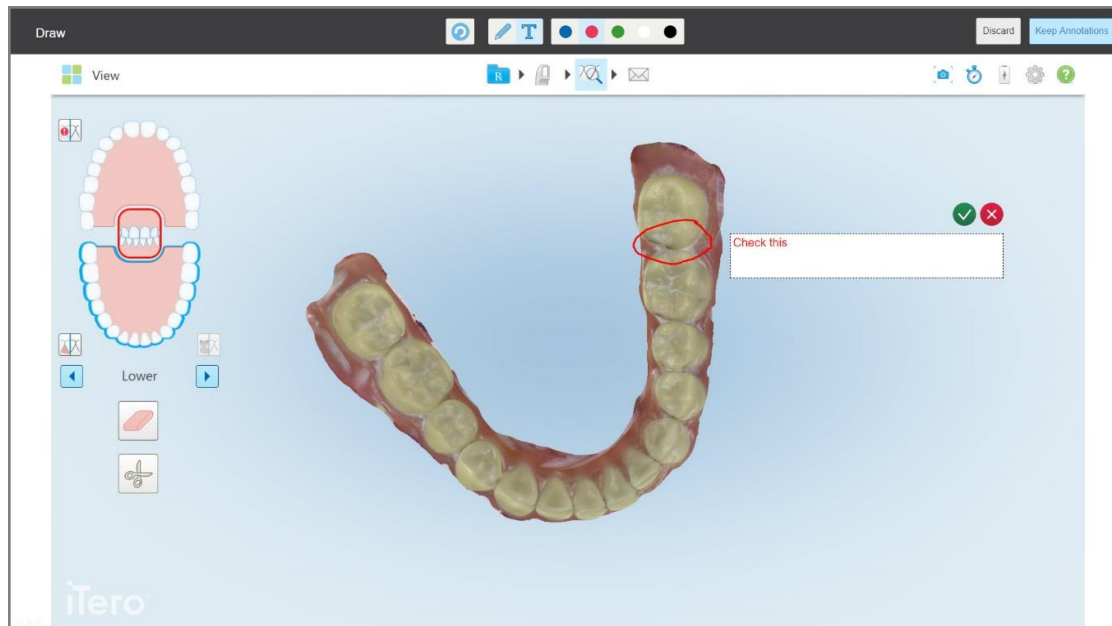 Draw
T
Discard
Keep Annotations
View
R
Check this
Lower
iTero